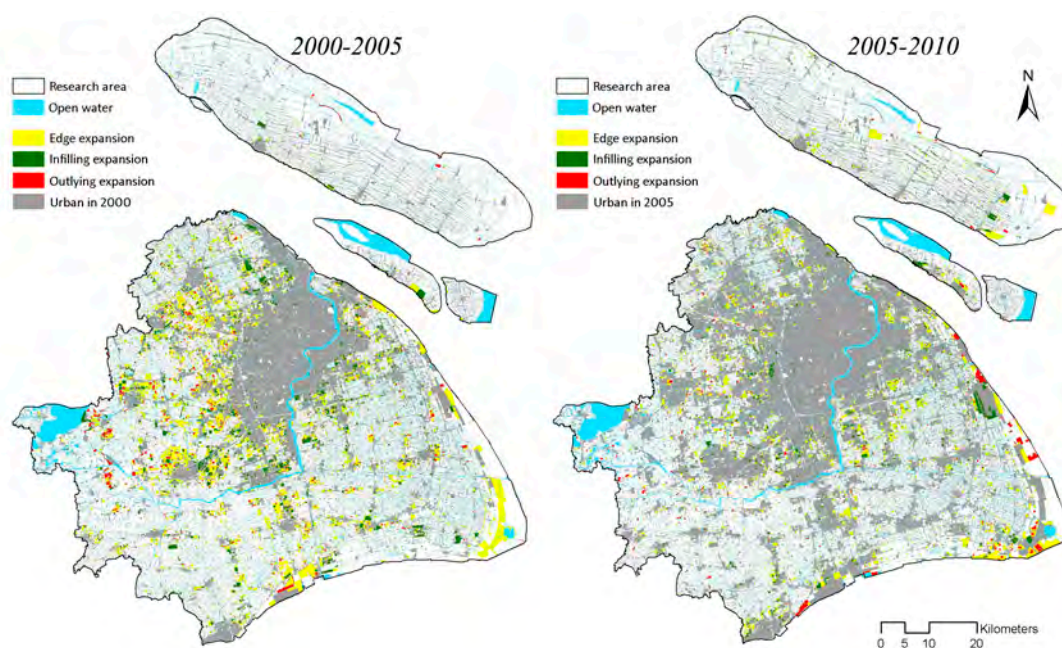 2000-2005
Research area
Open water
Edge expansion
Infilling expansion
Outlying expansion
Urban in 2000
2005-2010
N
Research area
Open water
Edge expansion
Infilling expansion
Outlying expansion
Urban in 2005
Kilometers
0 5 10 20